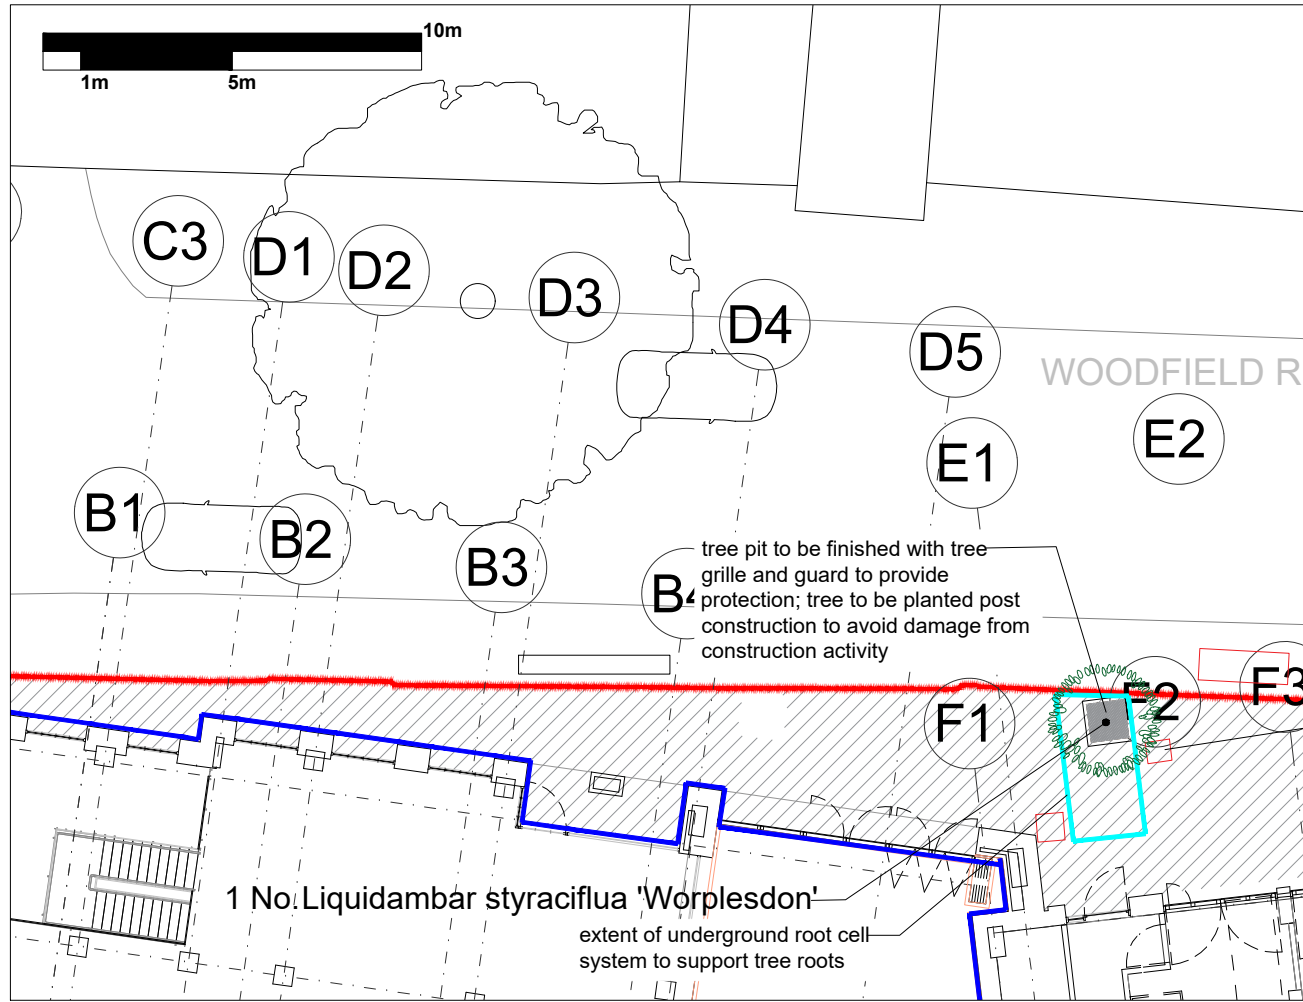 10m
1m
5m
C3
D1
D2
D3
D4
D5
WOODFIELD R
E2
E1
B1
B2
B3
B4
tree pit to be finished with tree
grille and guard to provide
protection; tree to be planted post
construction to avoid damage from
construction activity
F1
F2
F3
1 No.Liquidambar styraciflua 'Worplesdon'
extent of underground root cell
system to support tree roots